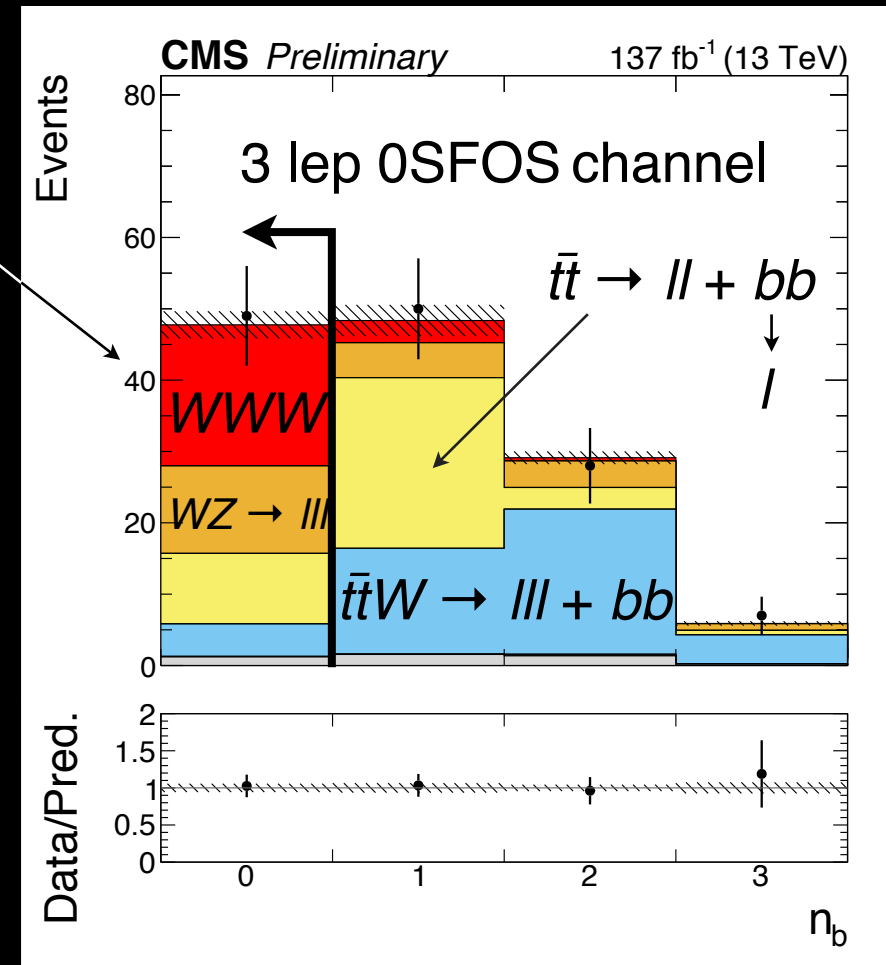 CMS Preliminary 137 fb⁻¹ (13 TeV)
Events
80
60
40
20
0
3 lep 0SFOS channel
t̄t → ll + bb
l
WWW
WZ → lll
t̄tW → lll + bb
Data/Pred.
2
1.5
1
0.5
0
0 1 2 3
n_b